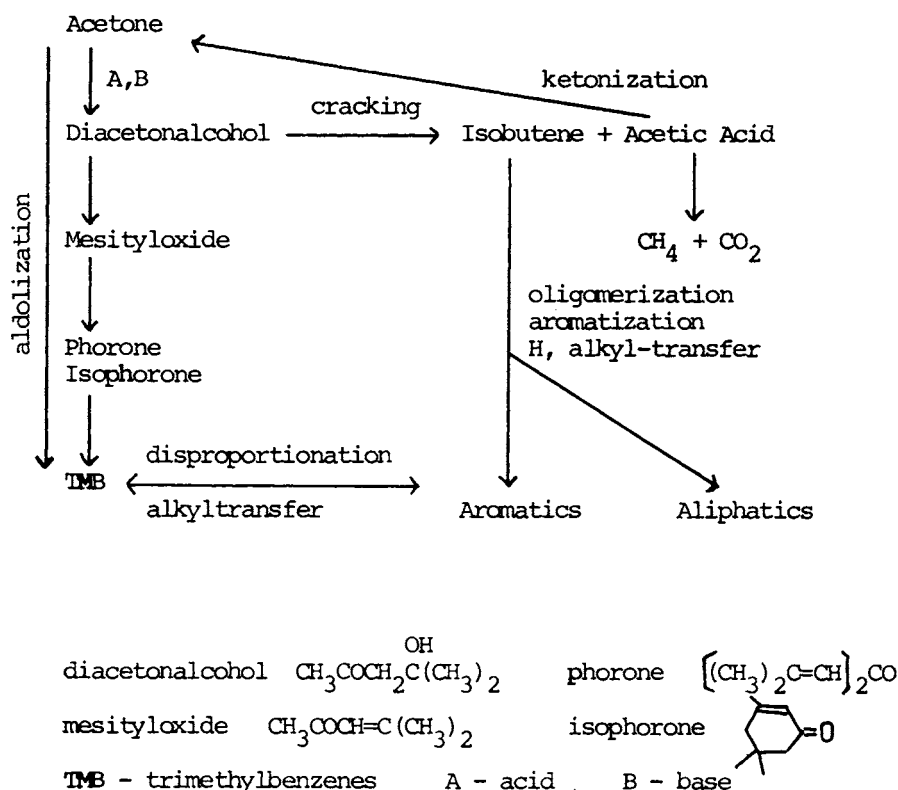 Acetone
A,B
ketonization
cracking
Diacetonalcohol
Isobutene + Acetic Acid
aldolization
Mesityloxide
CH4 + CO2
oligomerization
aromatization
H, alkyl-transfer
Phorone
Isophorone
disproportionation
TMB
alkyltransfer
Aromatics
Aliphatics
OH
diacetonalcohol CH3COCH2C(CH3)2 phorone [(CH3)2C=CH]2CO
mesityloxide CH3COCH=C(CH3)2 isophorone =O
TMB - trimethylbenzenes A - acid B - base